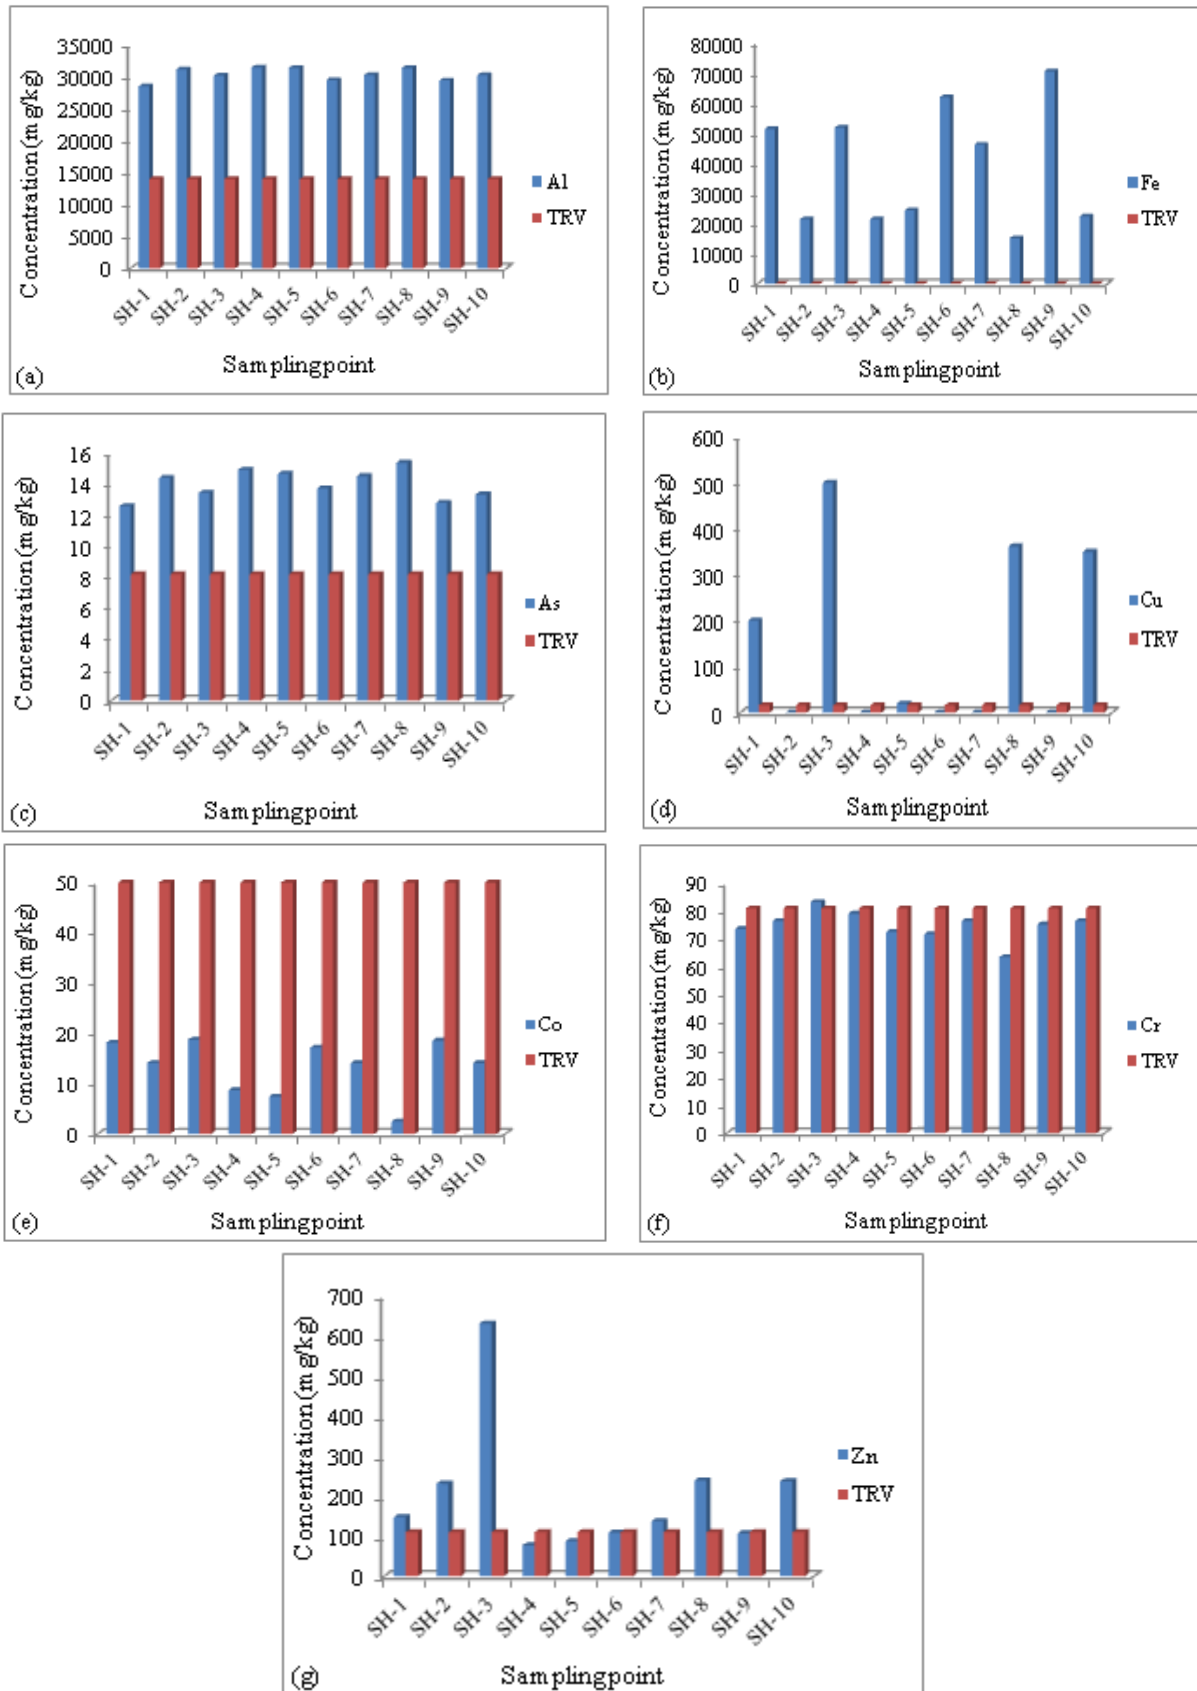 Concentration (mg/kg)
35000
30000
25000
20000
15000
10000
5000
0
SH-1 SH-2 SH-3 SH-4 SH-5 SH-6 SH-7 SH-8 SH-9 SH-10
Al
TRV
Samplingpoint
(a)
Concentration (mg/kg)
80000
70000
60000
50000
40000
30000
20000
10000
0
SH-1 SH-2 SH-3 SH-4 SH-5 SH-6 SH-7 SH-8 SH-9 SH-10
Fe
TRV
Samplingpoint
(b)
Concentration (mg/kg)
16
14
12
10
8
6
4
2
0
SH-1 SH-2 SH-3 SH-4 SH-5 SH-6 SH-7 SH-8 SH-9 SH-10
As
TRV
Samplingpoint
(c)
Concentration (mg/kg)
600
500
400
300
200
100
0
SH-1 SH-2 SH-3 SH-4 SH-5 SH-6 SH-7 SH-8 SH-9 SH-10
Cu
TRV
Samplingpoint
(d)
Concentration (mg/kg)
50
40
30
20
10
0
SH-1 SH-2 SH-3 SH-4 SH-5 SH-6 SH-7 SH-8 SH-9 SH-10
Co
TRV
Samplingpoint
(e)
Concentration (mg/kg)
90
80
70
60
50
40
30
20
10
0
SH-1 SH-2 SH-3 SH-4 SH-5 SH-6 SH-7 SH-8 SH-9 SH-10
Cr
TRV
Samplingpoint
(f)
Concentration (mg/kg)
700
600
500
400
300
200
100
0
SH-1 SH-2 SH-3 SH-4 SH-5 SH-6 SH-7 SH-8 SH-9 SH-10
Zn
TRV
Samplingpoint
(g)